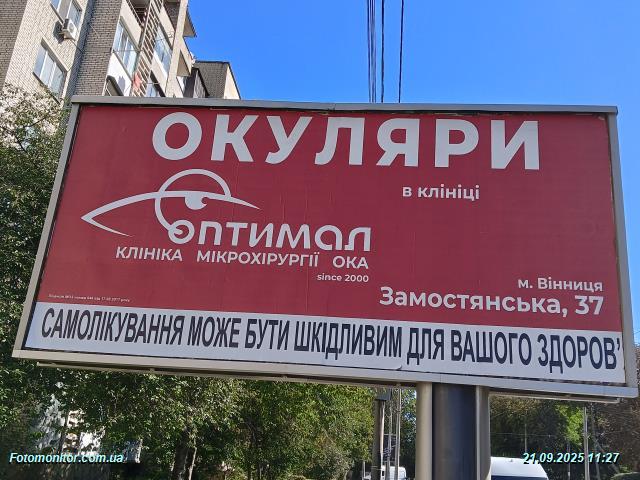 ОКУЛЯРИ
в клініці
оптимал
КЛІНІКА МІКРОХІРУРГІЇ ОКА
since 2000
м. Вінниця
Замостянська, 37
САМОЛІКУВАННЯ МОЖЕ БУТИ ШКІДЛИВИМ ДЛЯ ВАШОГО ЗДОРОВ'
Fotomonitor.com.ua
21.09.2025 11:27